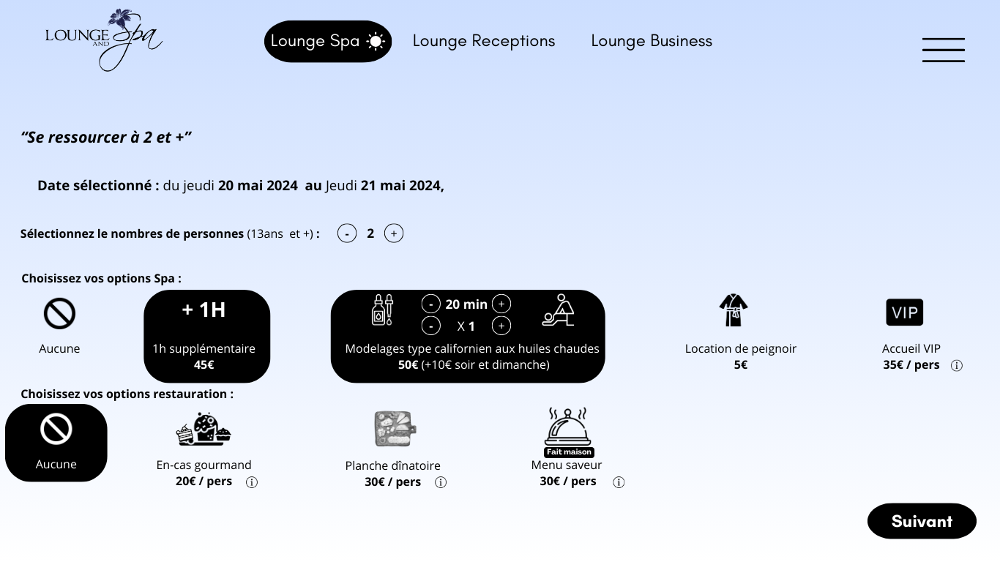 LOUNGE AND Spa
Lounge Spa
Lounge Receptions
Lounge Business
“Se ressourcer à 2 et +”
Date sélectionné : du jeudi 20 mai 2024 au Jeudi 21 mai 2024,
Sélectionnez le nombres de personnes (13ans et +) : - 2 +
Choisissez vos options Spa :
Aucune
+ 1H
1h supplémentaire
45€
- 20 min +
- X 1 +
Modelages type californien aux huiles chaudes
50€ (+10€ soir et dimanche)
Location de peignoir
5€
VIP
Accueil VIP
35€ / pers i
Choisissez vos options restauration :
Aucune
En-cas gourmand
20€ / pers i
Planche dînatoire
30€ / pers i
Fait maison
Menu saveur
30€ / pers i
Suivant